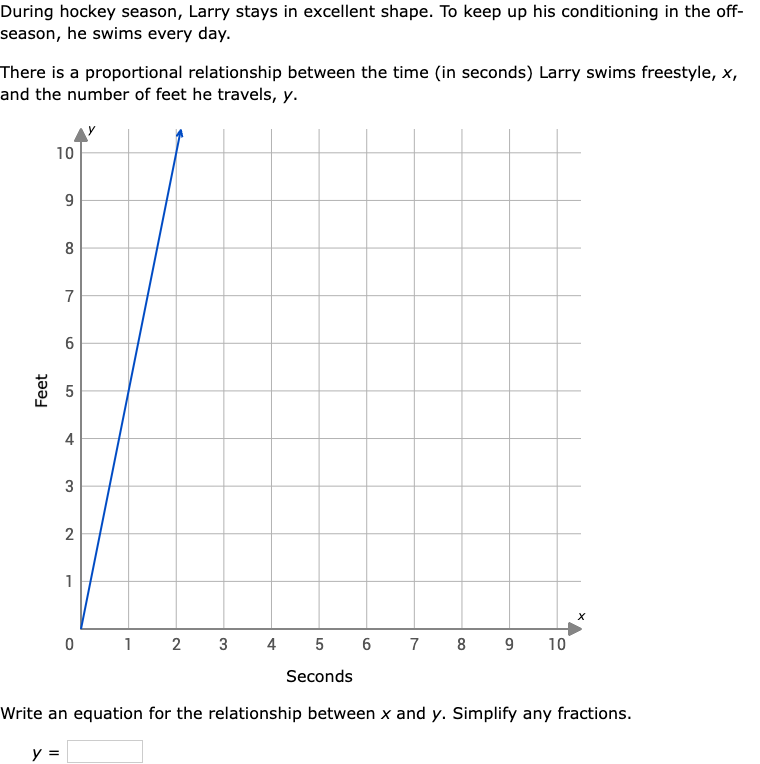 During hockey season, Larry stays in excellent shape. To keep up his conditioning in the off-
season, he swims every day.
There is a proportional relationship between the time (in seconds) Larry swims freestyle, x,
and the number of feet he travels, y.
y
10
9
8
7
6
5
4
3
2
1
Feet
x
0 1 2 3 4 5 6 7 8 9 10
Seconds
Write an equation for the relationship between x and y. Simplify any fractions.
y =